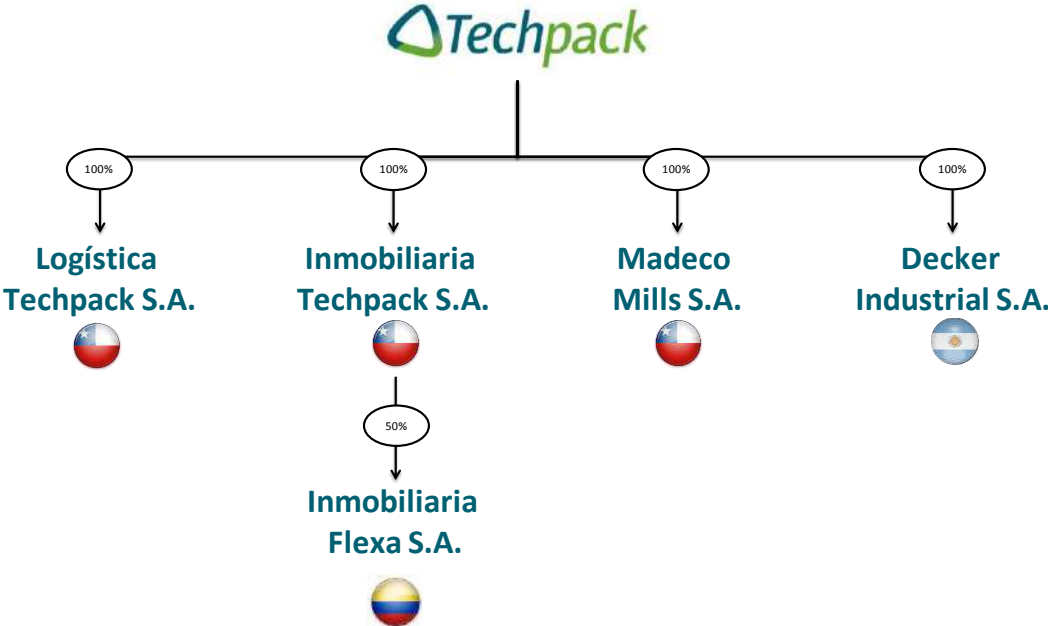 Techpack
100%
100%
100%
100%
Logística
Techpack S.A.
Inmobiliaria
Techpack S.A.
Madeco
Mills S.A.
Decker
Industrial S.A.
50%
Inmobiliaria
Flexa S.A.